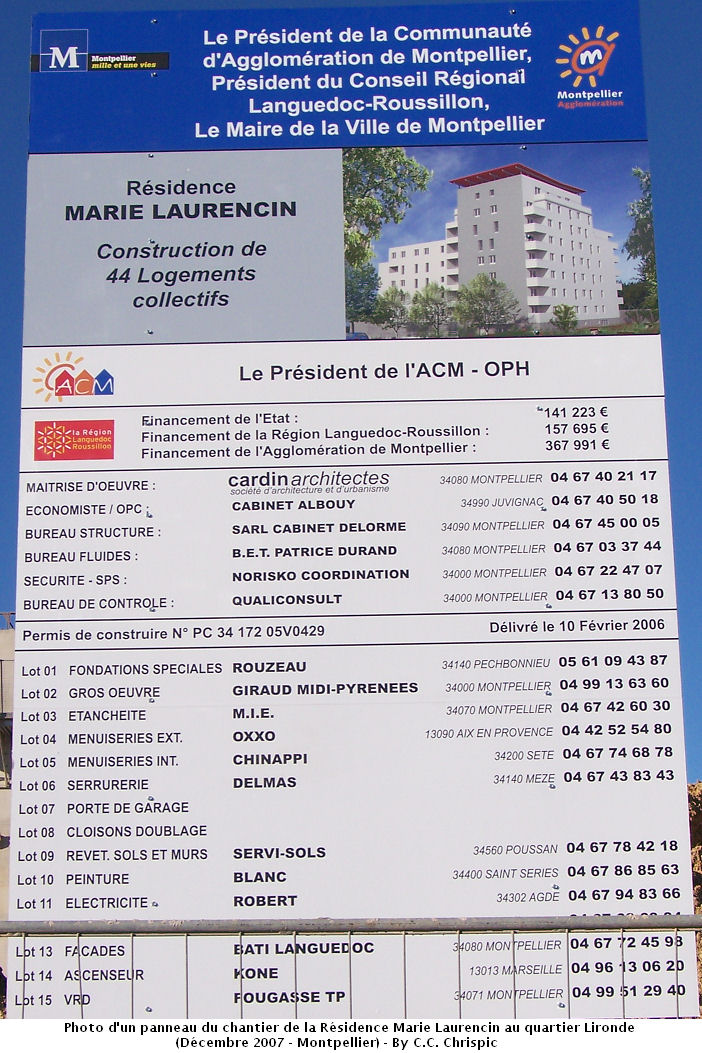 Le Président de la Communauté
d'Agglomération de Montpellier,
Président du Conseil Régional
Languedoc-Roussillon,
Le Maire de la Ville de Montpellier
M
Montpellier
mille et une vies
m
Montpellier
Agglomération
Résidence
MARIE LAURENCIN
Construction de
44 Logements
collectifs
ACM
Le Président de l'ACM - OPH
la Région
Languedoc
Roussillon
Financement de l'Etat : 141 223 €
Financement de la Région Languedoc-Roussillon : 157 695 €
Financement de l'Agglomération de Montpellier : 367 991 €
MAITRISE D'OEUVRE : cardin architectes 34080 MONTPELLIER 04 67 40 21 17
société d'architecture et d'urbanisme
ECONOMISTE / OPC : CABINET ALBOUY 34990 JUVIGNAC 04 67 40 50 18
BUREAU STRUCTURE : SARL CABINET DELORME 34090 MONTPELLIER 04 67 45 00 05
BUREAU FLUIDES : B.E.T. PATRICE DURAND 34080 MONTPELLIER 04 67 03 37 44
SECURITE - SPS : NORISKO COORDINATION 34000 MONTPELLIER 04 67 22 47 07
BUREAU DE CONTROLE : QUALICONSULT 34000 MONTPELLIER 04 67 13 80 50
Permis de construire N° PC 34 172 05V0429 Délivré le 10 Février 2006
Lot 01 FONDATIONS SPECIALES ROUZEAU 34140 PECHBONNIEU 05 61 09 43 87
Lot 02 GROS OEUVRE GIRAUD MIDI-PYRENEES 34000 MONTPELLIER 04 99 13 63 60
Lot 03 ETANCHEITE M.I.E. 34070 MONTPELLIER 04 67 42 60 30
Lot 04 MENUISERIES EXT. OXXO 13090 AIX EN PROVENCE 04 42 52 54 80
Lot 05 MENUISERIES INT. CHINAPPI 34200 SETE 04 67 74 68 78
Lot 06 SERRURERIE DELMAS 34140 MEZE 04 67 43 83 43
Lot 07 PORTE DE GARAGE
Lot 08 CLOISONS DOUBLAGE
Lot 09 REVET. SOLS ET MURS SERVI-SOLS 34560 POUSSAN 04 67 78 42 18
Lot 10 PEINTURE BLANC 34400 SAINT SERIES 04 67 86 85 63
Lot 11 ELECTRICITE ROBERT 34302 AGDE 04 67 94 83 66
Lot 13 FACADES BATI LANGUEDOC 34080 MONTPELLIER 04 67 72 45 98
Lot 14 ASCENSEUR KONE 13013 MARSEILLE 04 96 13 06 20
Lot 15 VRD FOUGASSE TP 34071 MONTPELLIER 04 99 51 29 40
Photo d'un panneau du chantier de la Résidence Marie Laurencin au quartier Lironde
(Décembre 2007 - Montpellier) - By C.C. Chrispic